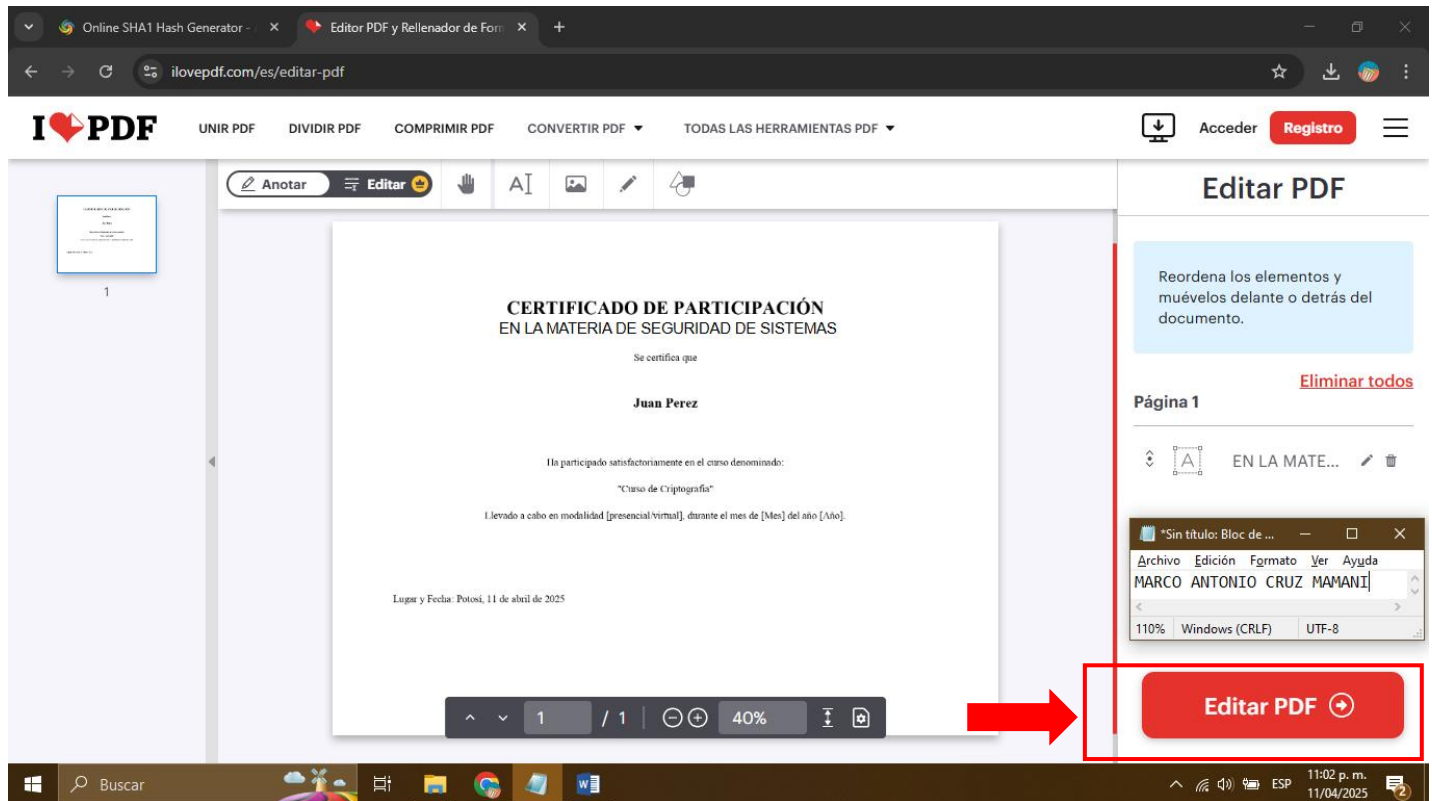 Online SHA1 Hash Generator -
Editor PDF y Rellenador de Form
ilovepdf.com/es/editar-pdf
I PDF
UNIR PDF
DIVIDIR PDF
COMPRIMIR PDF
CONVERTIR PDF
TODAS LAS HERRAMIENTAS PDF
Acceder
Registro
Anotar
Editar
A
Editar PDF
1
CERTIFICADO DE PARTICIPACIÓN
EN LA MATERIA DE SEGURIDAD DE SISTEMAS
Se certifica que
Juan Perez
Ha participado satisfactoriamente en el curso denominado:
"Curso de Criptografía"
Llevado a cabo en modalidad [presencial/virtual], durante el mes de [Mes] del año [Año].
Lugar y Fecha: Potosí, 11 de abril de 2025
1 / 1
40%
Reordena los elementos y
muévelos delante o detrás del
documento.
Eliminar todos
Página 1
A
EN LA MATE...
*Sin título: Bloc de ...
Archivo Edición Formato Ver Ayuda
MARCO ANTONIO CRUZ MAMANI
110% Windows (CRLF) UTF-8
Editar PDF
Buscar
W
ESP
11:02 p. m.
11/04/2025
2